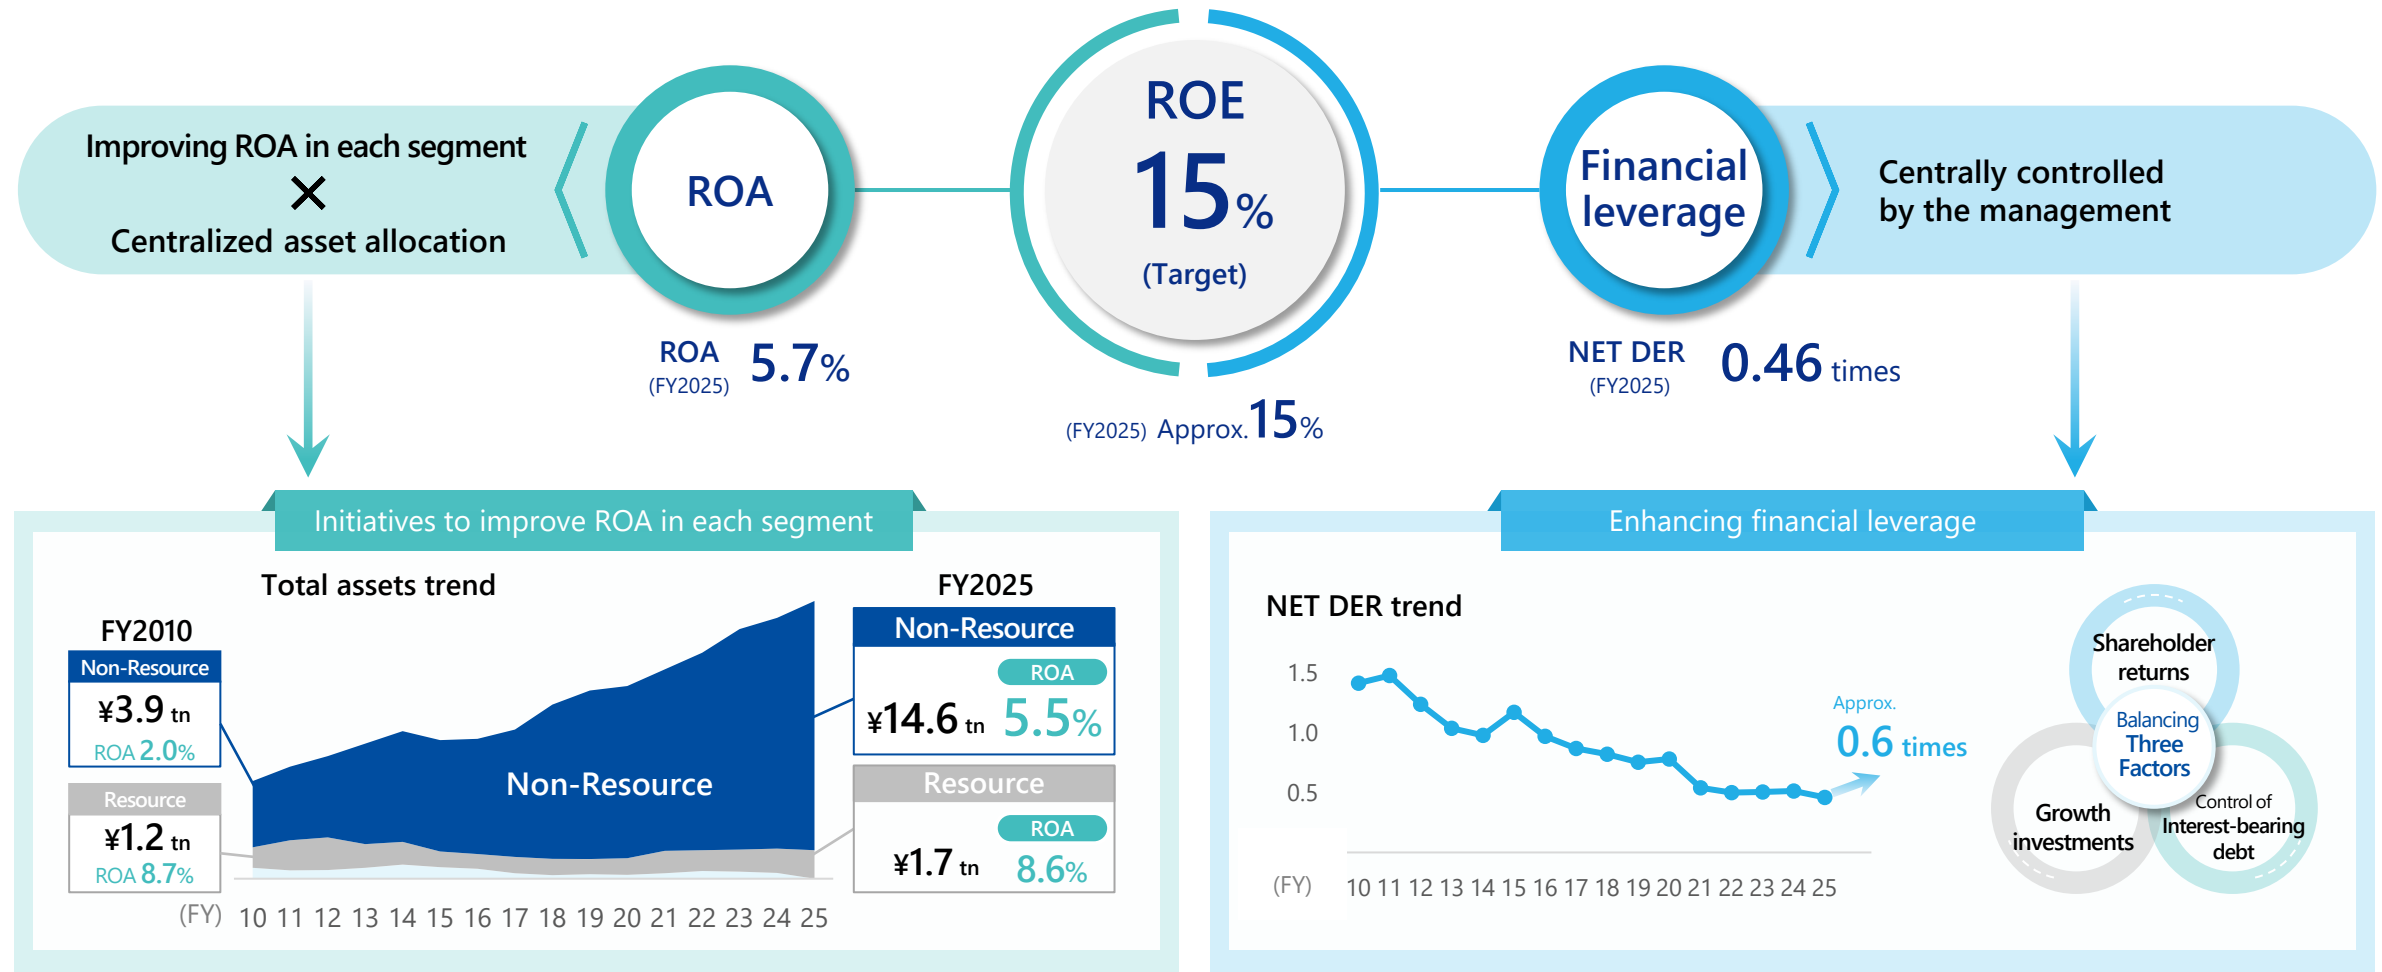 Improving ROA in each segment
×
Centralized asset allocation
ROA
ROA
(FY2025)
5.7%
ROE
15%
(Target)
(FY2025) Approx. 15%
Financial
leverage
NET DER
(FY2025)
0.46 times
Centrally controlled
by the management
Initiatives to improve ROA in each segment
Total assets trend
FY2010
Non-Resource
¥3.9 tn
ROA 2.0%
Resource
¥1.2 tn
ROA 8.7%
Non-Resource
FY2025
Non-Resource
ROA
¥14.6 tn 5.5%
Resource
ROA
¥1.7 tn 8.6%
(FY) 10 11 12 13 14 15 16 17 18 19 20 21 22 23 24 25
Enhancing financial leverage
NET DER trend
1.5
1.0
0.5
Approx.
0.6 times
(FY) 10 11 12 13 14 15 16 17 18 19 20 21 22 23 24 25
Shareholder
returns
Balancing
Three
Factors
Growth
investments
Control of
Interest-bearing
debt